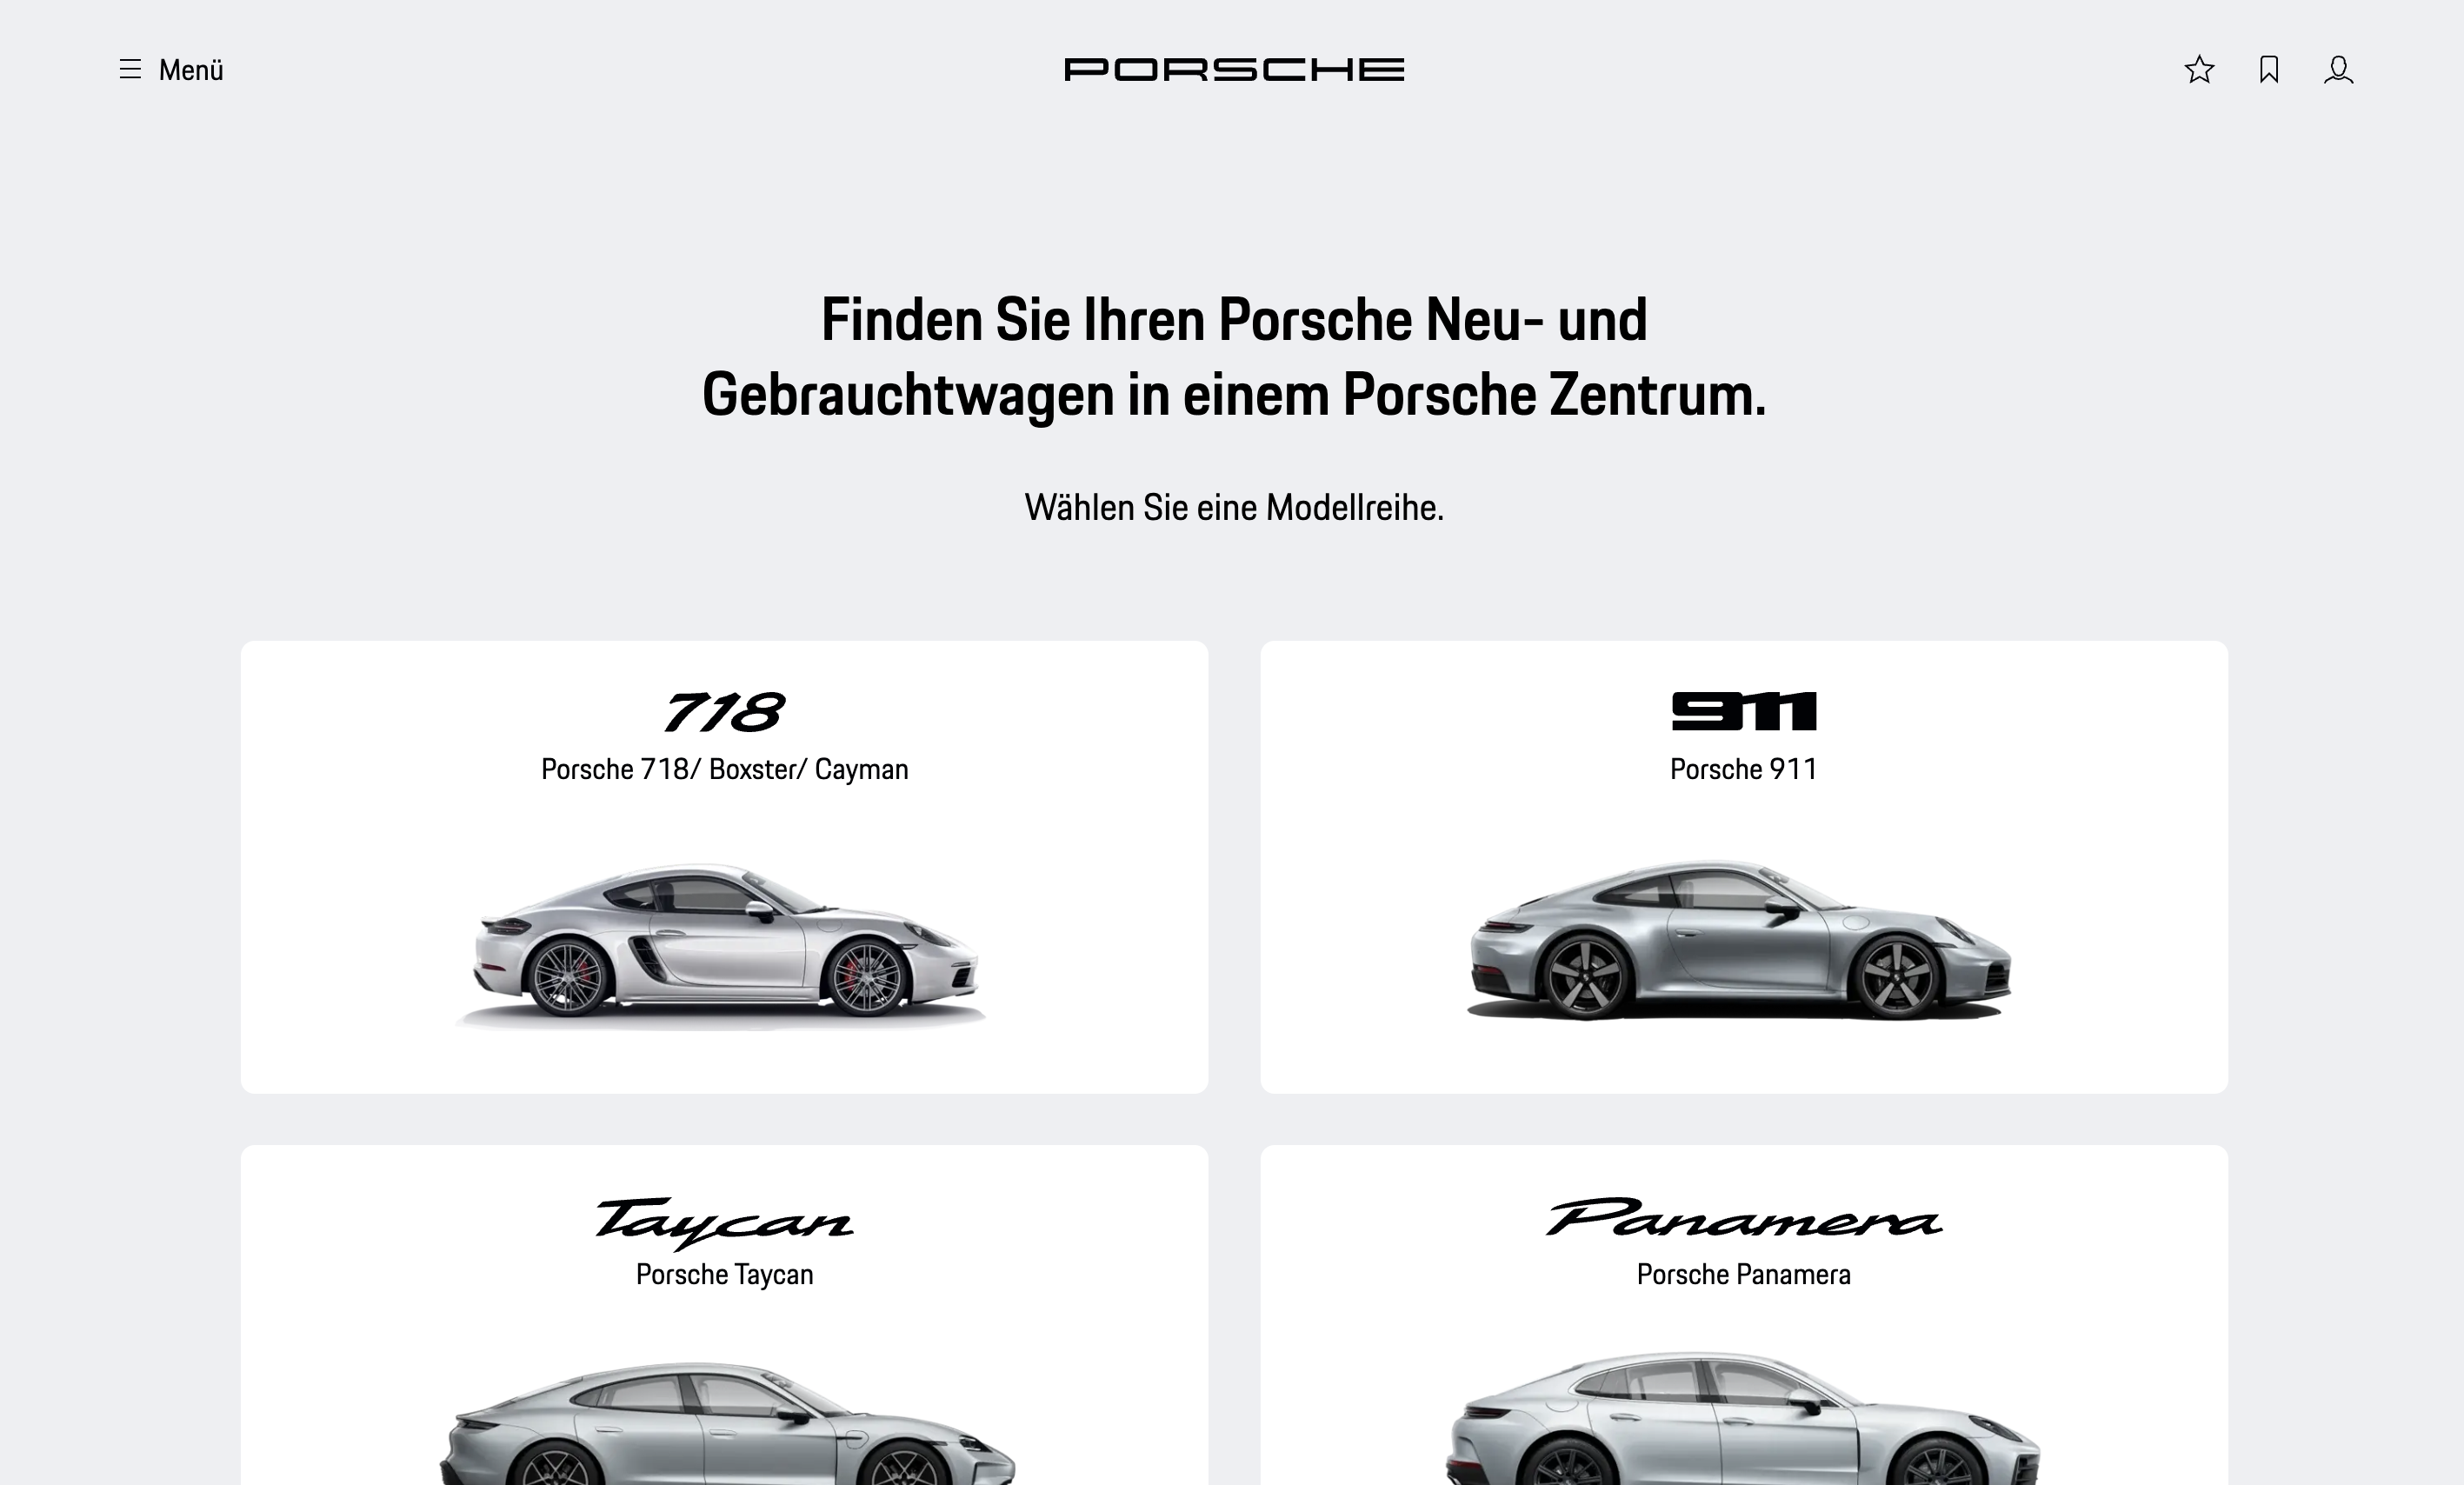 Menü
PORSCHE
Finden Sie Ihren Porsche Neu- und
Gebrauchtwagen in einem Porsche Zentrum.
Wählen Sie eine Modellreihe.
718
Porsche 718/ Boxster/ Cayman
911
Porsche 911
Taycan
Porsche Taycan
Panamera
Porsche Panamera